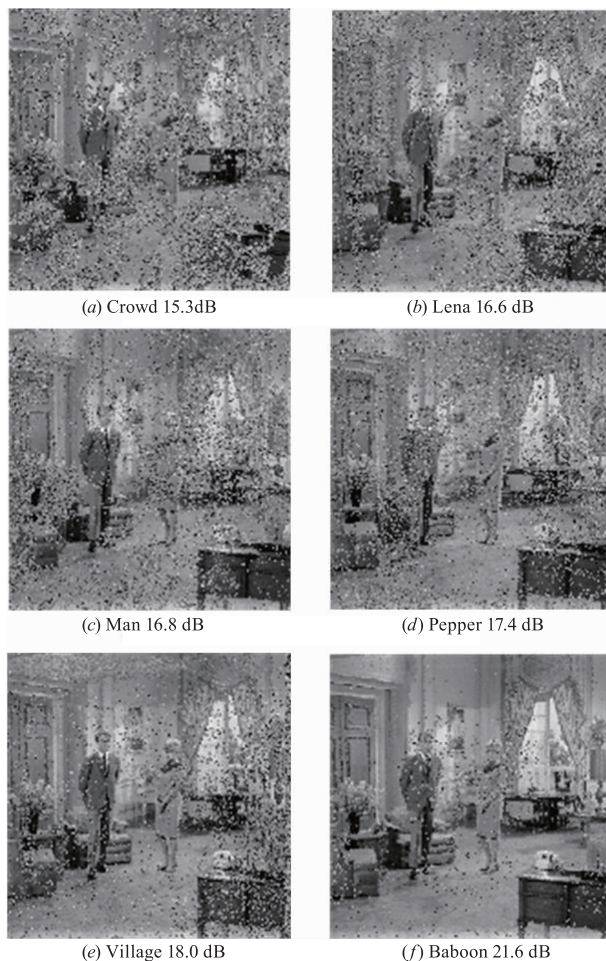 (a) Crowd 15.3dB
(b) Lena 16.6 dB
(c) Man 16.8 dB
(d) Pepper 17.4 dB
(e) Village 18.0 dB
(f) Baboon 21.6 dB